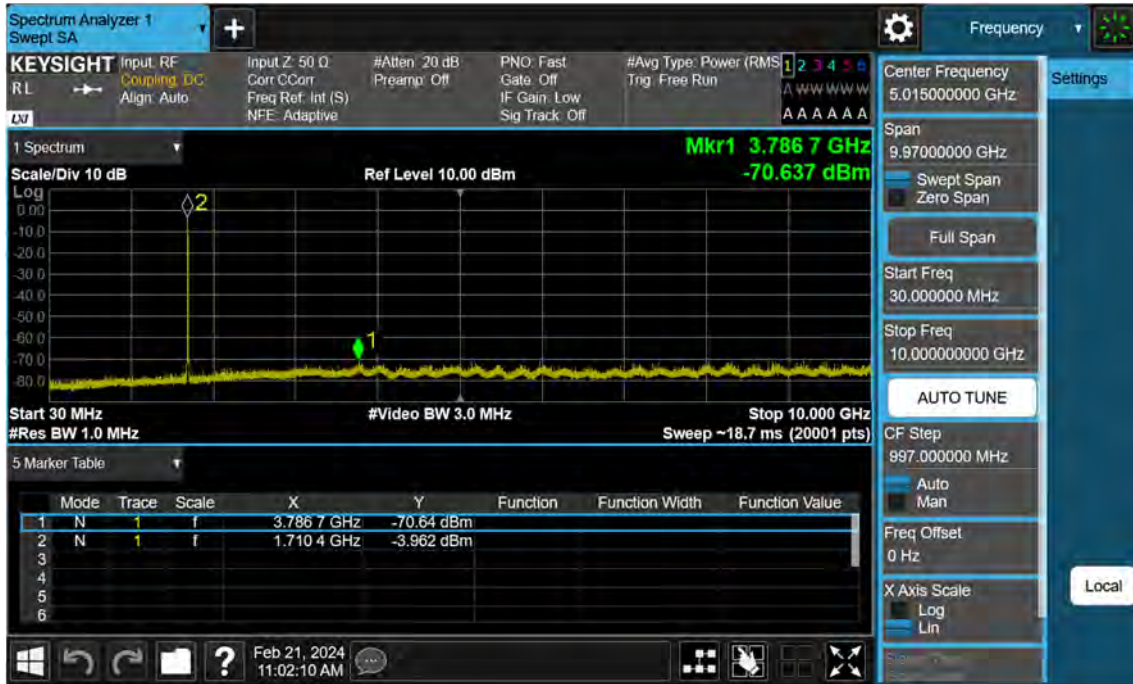 Spectrum Analyzer 1
Swept SA
+
Frequency
KEYSIGHT
RL
LXI
Input: RF
Coupling: DC
Align: Auto
Input Z: 50 Ω
Corr CCorr
Freq Ref: Int (S)
NFE: Adaptive
#Atten: 20 dB
Preamp: Off
PNO: Fast
Gate: Off
IF Gain: Low
Sig Track: Off
#Avg Type: Power (RMS
Trig: Free Run
1 2 3 4 5 6
A W W W W W
A A A A A A
Center Frequency
5.015000000 GHz
Settings
1 Spectrum
Mkr1 3.786 7 GHz
Scale/Div 10 dB
Ref Level 10.00 dBm
-70.637 dBm
Span
9.97000000 GHz
Swept Span
Zero Span
Full Span
Log
0.00
-10.0
-20.0
-30.0
-40.0
-50.0
-60.0
-70.0
-80.0
2
1
Start Freq
30.000000 MHz
Stop Freq
10.000000000 GHz
AUTO TUNE
Start 30 MHz
#Video BW 3.0 MHz
Stop 10.000 GHz
#Res BW 1.0 MHz
Sweep ~18.7 ms (20001 pts)
CF Step
997.000000 MHz
Auto
Man
5 Marker Table
Mode Trace Scale X Y Function Function Width Function Value
1 N 1 f 3.786 7 GHz -70.64 dBm
2 N 1 f 1.710 4 GHz -3.962 dBm
3
4
5
6
Freq Offset
0 Hz
X Axis Scale
Log
Lin
Local
?
Feb 21, 2024
11:02:10 AM